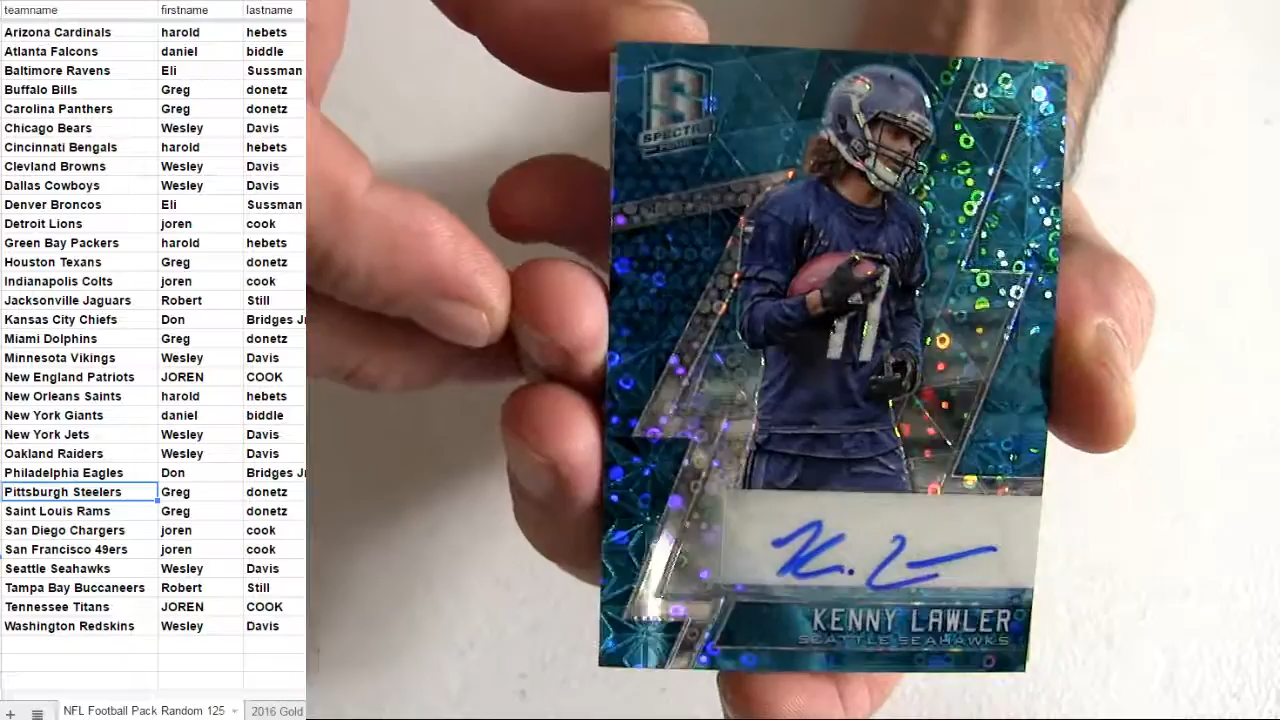 teamname firstname lastname
Arizona Cardinals harold hebets
Atlanta Falcons daniel biddle
Baltimore Ravens Eli Sussman
Buffalo Bills Greg donetz
Carolina Panthers Greg donetz
Chicago Bears Wesley Davis
Cincinnati Bengals harold hebets
Clevland Browns Wesley Davis
Dallas Cowboys Wesley Davis
Denver Broncos Eli Sussman
Detroit Lions joren cook
Green Bay Packers harold hebets
Houston Texans Greg donetz
Indianapolis Colts joren cook
Jacksonville Jaguars Robert Still
Kansas City Chiefs Don Bridges Jr
Miami Dolphins Greg donetz
Minnesota Vikings Wesley Davis
New England Patriots JOREN COOK
New Orleans Saints harold hebets
New York Giants daniel biddle
New York Jets Wesley Davis
Oakland Raiders Wesley Davis
Philadelphia Eagles Don Bridges Jr
Pittsburgh Steelers Greg donetz
Saint Louis Rams Greg donetz
San Diego Chargers joren cook
San Francisco 49ers joren cook
Seattle Seahawks Wesley Davis
Tampa Bay Buccaneers Robert Still
Tennessee Titans JOREN COOK
Washington Redskins Wesley Davis
NFL Football Pack Random 125 2016 Gold
S
SPECTRA
11
KENNY LAWLER
SEATTLE SEAHAWKS